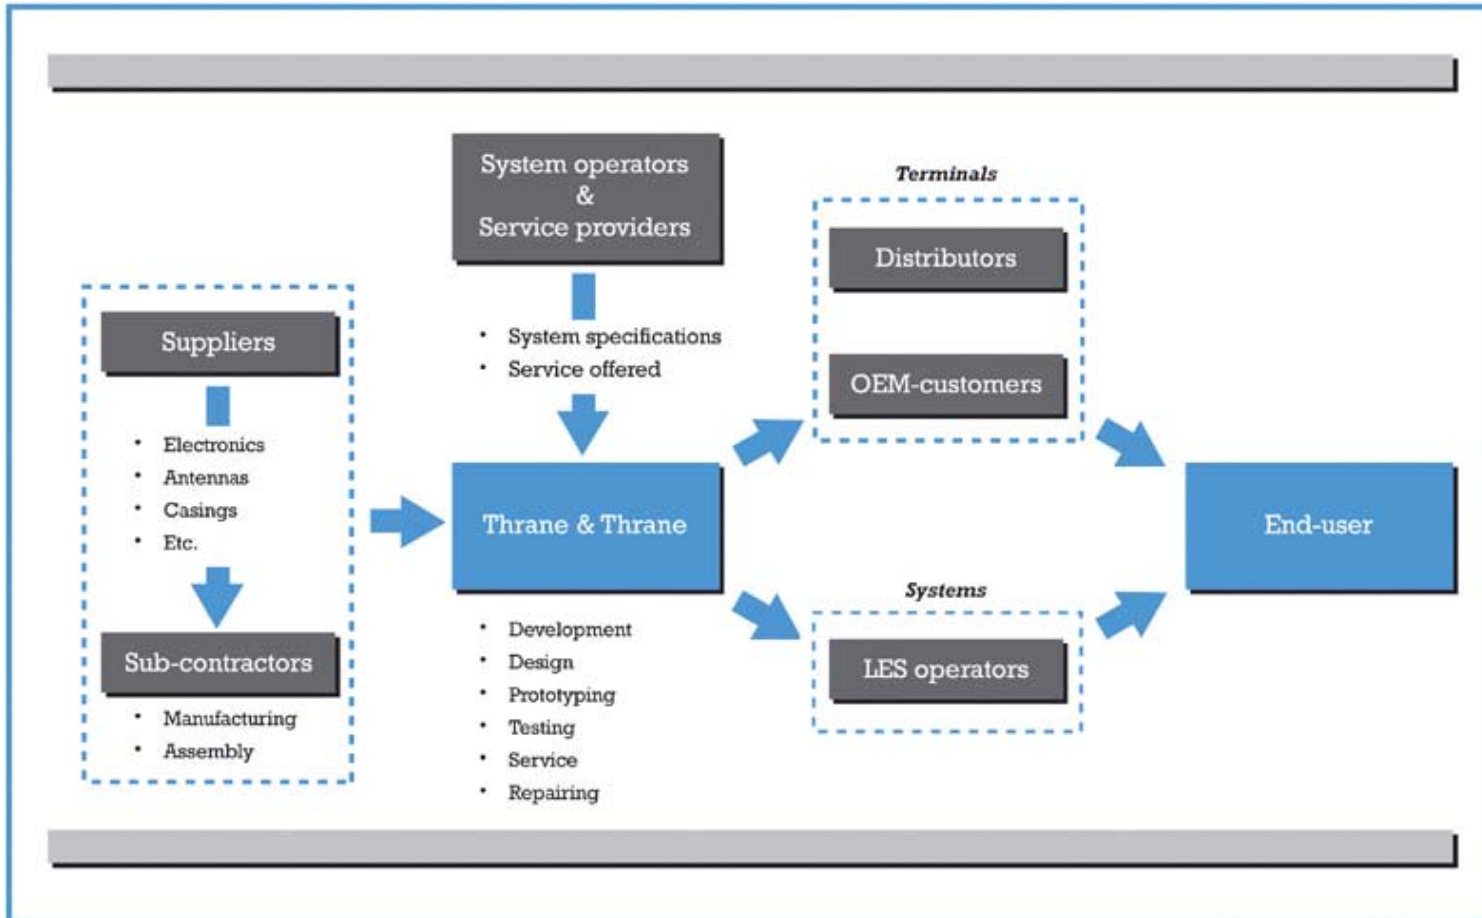 System operators
&
Service providers
• System specifications
• Service offered
Suppliers
• Electronics
• Antennas
• Casings
• Etc.
Sub-contractors
• Manufacturing
• Assembly
Thrane & Thrane
• Development
• Design
• Prototyping
• Testing
• Service
• Repairing
Terminals
Distributors
OEM-customers
Systems
LES operators
End-user